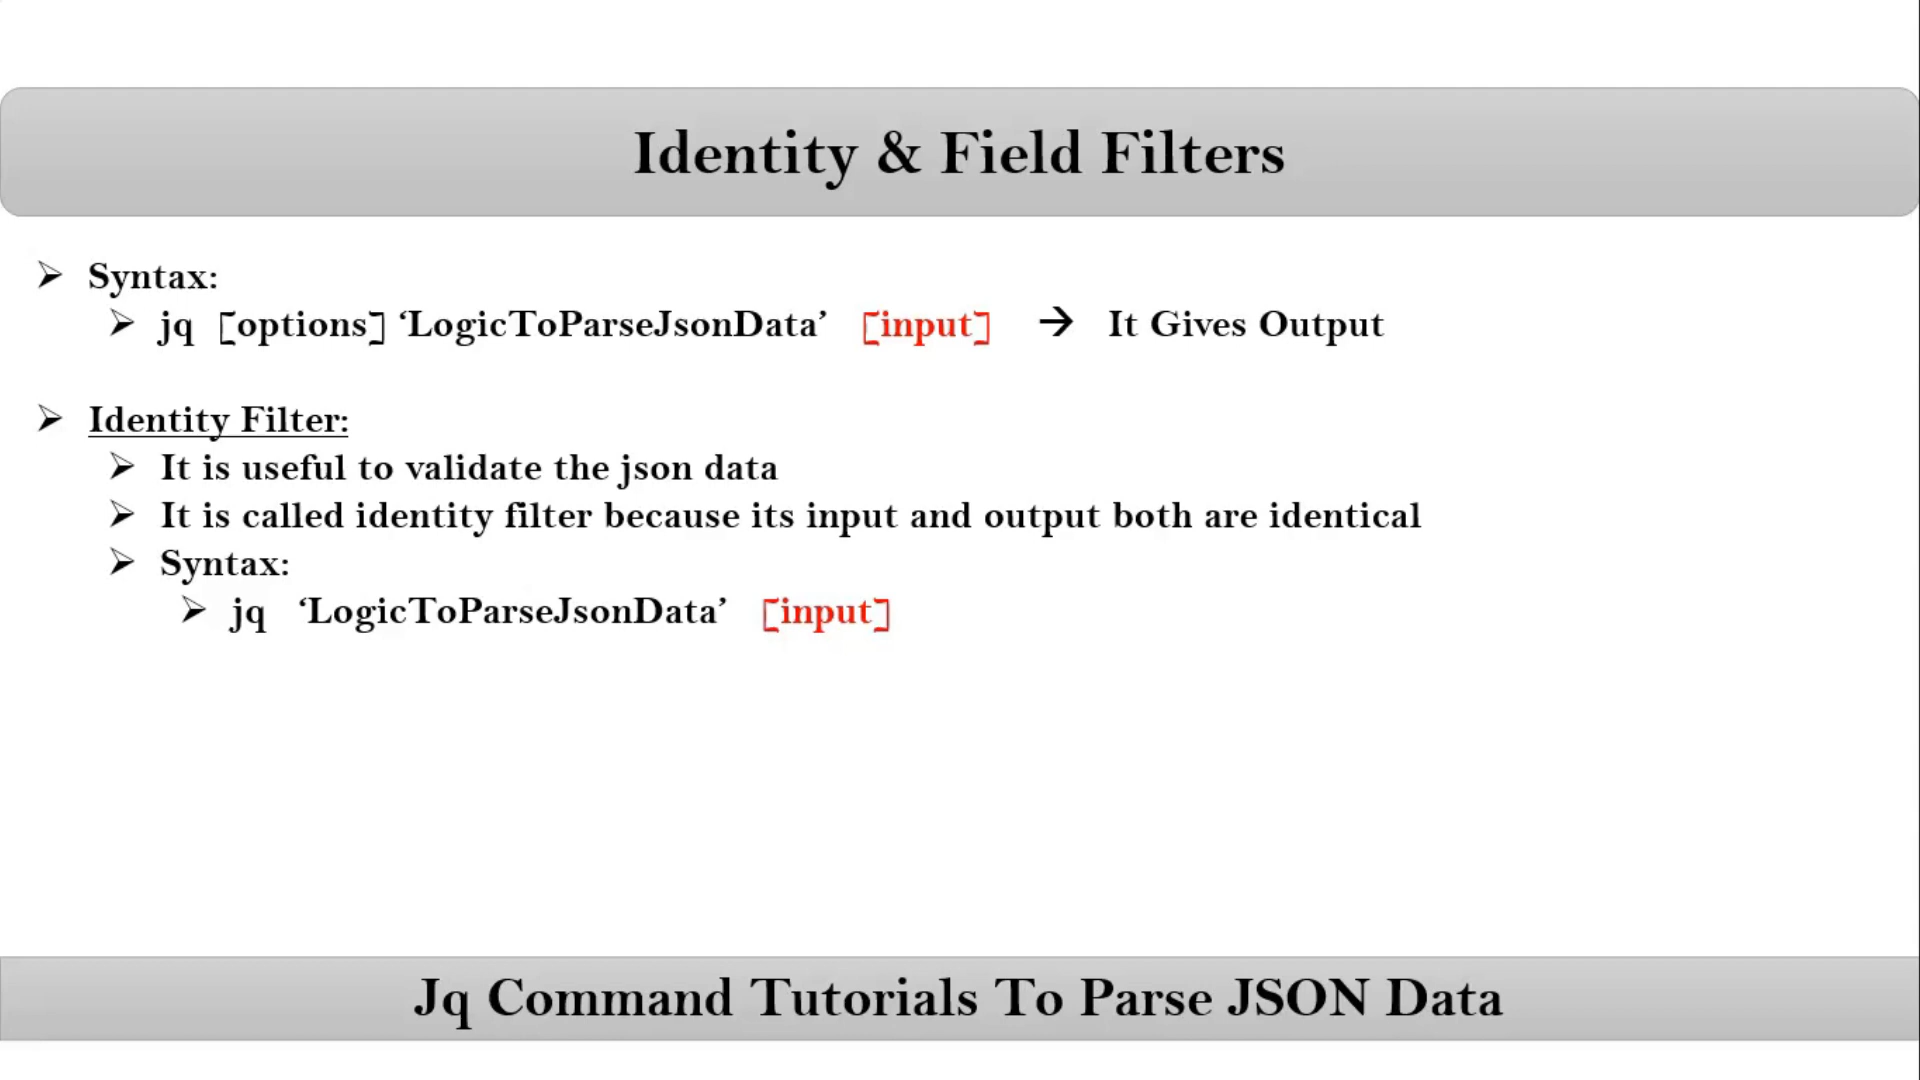 Identity & Field Filters
➢ Syntax:
➢ jq [options] ‘LogicToParseJsonData’ [input] → It Gives Output
➢ Identity Filter:
➢ It is useful to validate the json data
➢ It is called identity filter because its input and output both are identical
➢ Syntax:
➢ jq ‘LogicToParseJsonData’ [input]
Jq Command Tutorials To Parse JSON Data